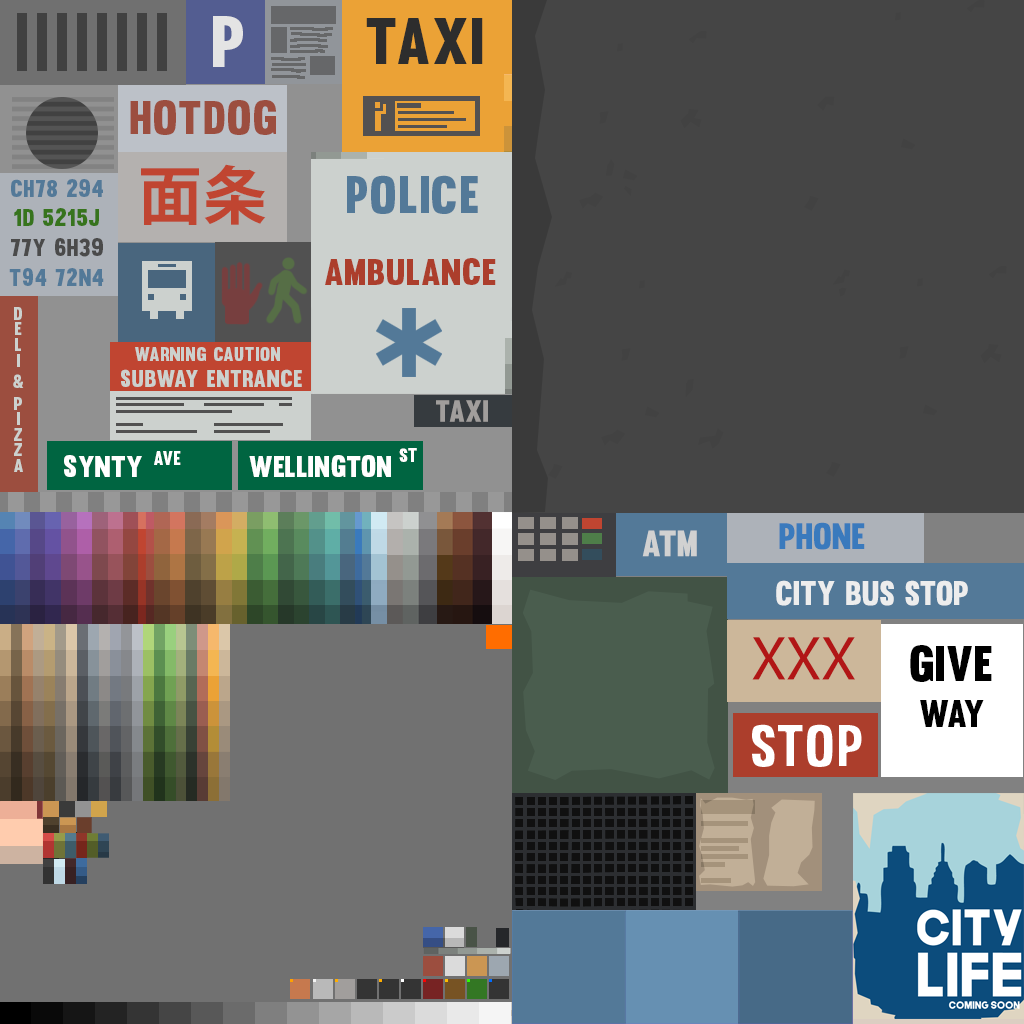 P
TAXI
HOTDOG
面条
POLICE
CH78 294
1D 5215J
77Y 6H39
T94 72N4
AMBULANCE
DELI & PIZZA
WARNING CAUTION
SUBWAY ENTRANCE
TAXI
SYNTY AVE
WELLINGTON ST
ATM
PHONE
CITY BUS STOP
XXX
GIVE
WAY
STOP
CITY
LIFE
COMING SOON